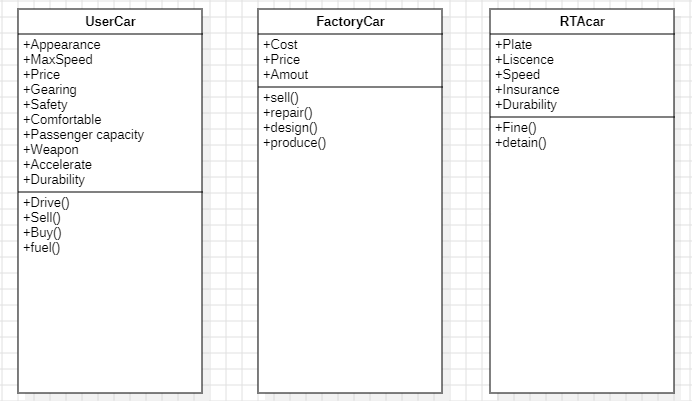 UserCar
+Appearance
+MaxSpeed
+Price
+Gearing
+Safety
+Comfortable
+Passenger capacity
+Weapon
+Accelerate
+Durability
+Drive()
+Sell()
+Buy()
+fuel()
FactoryCar
+Cost
+Price
+Amout
+sell()
+repair()
+design()
+produce()
RTAcar
+Plate
+Liscence
+Speed
+Insurance
+Durability
+Fine()
+detain()